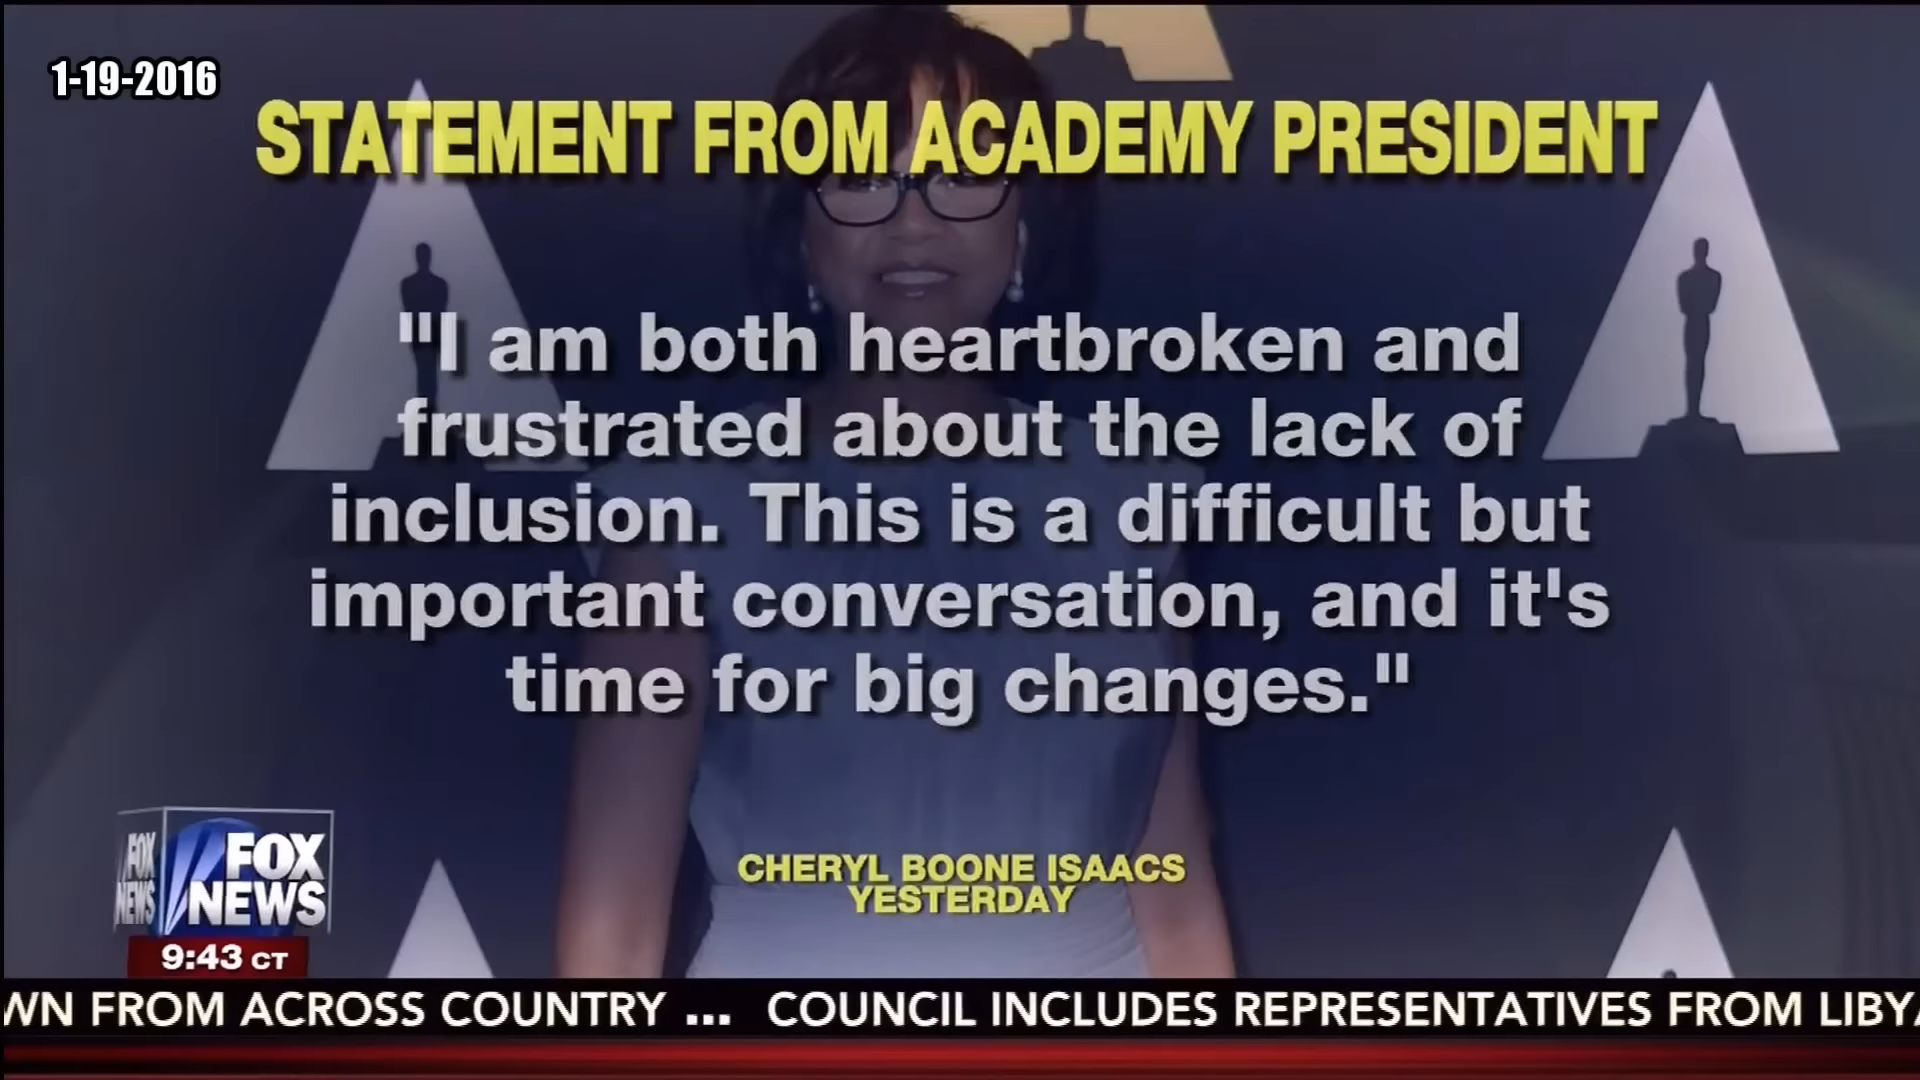 1-19-2016
STATEMENT FROM ACADEMY PRESIDENT
"I am both heartbroken and
frustrated about the lack of
inclusion. This is a difficult but
important conversation, and it's
time for big changes."
CHERYL BOONE ISAACS
YESTERDAY
FOX
NEWS
FOX
NEWS
9:43 CT
WN FROM ACROSS COUNTRY ... COUNCIL INCLUDES REPRESENTATIVES FROM LIBY